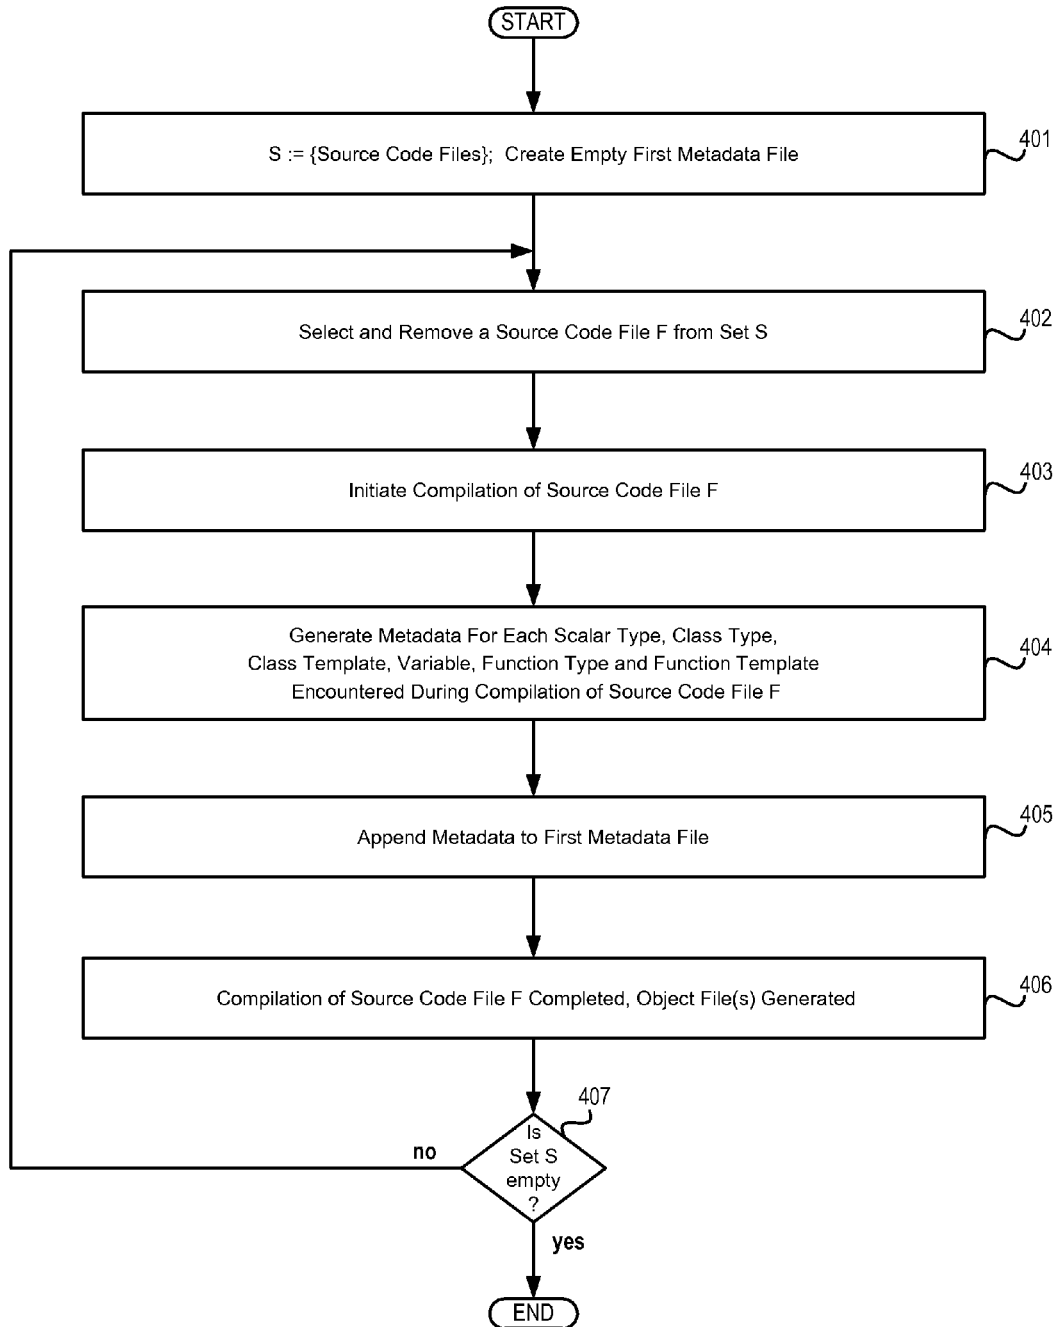 START
S := {Source Code Files}; Create Empty First Metadata File
401
Select and Remove a Source Code File F from Set S
402
Initiate Compilation of Source Code File F
403
Generate Metadata For Each Scalar Type, Class Type,
Class Template, Variable, Function Type and Function Template
Encountered During Compilation of Source Code File F
404
Append Metadata to First Metadata File
405
Compilation of Source Code File F Completed, Object File(s) Generated
406
407
Is
Set S
empty
?
no
yes
END